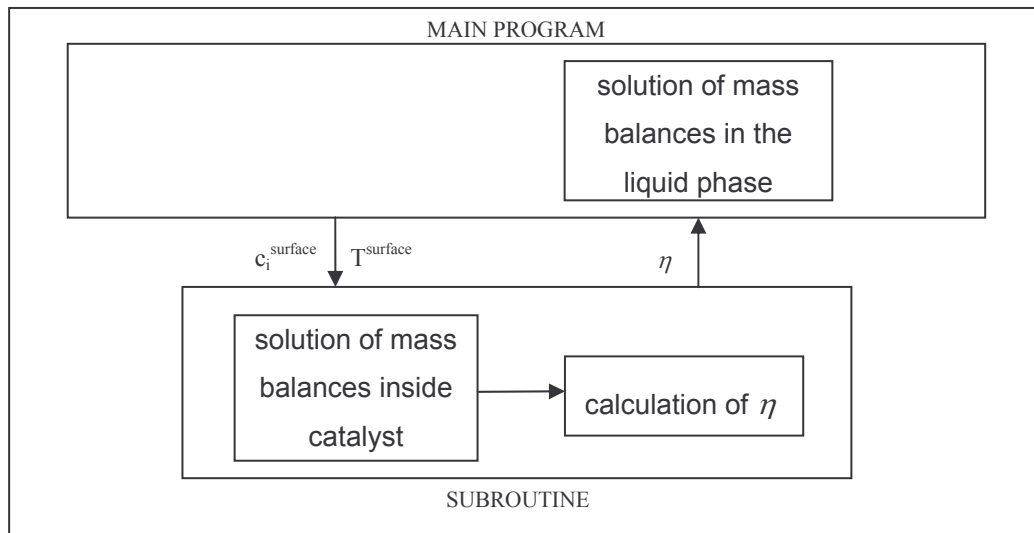 MAIN PROGRAM
solution of mass
balances in the
liquid phase
c_i^surface T^surface
η
solution of mass
balances inside
catalyst
calculation of η
SUBROUTINE